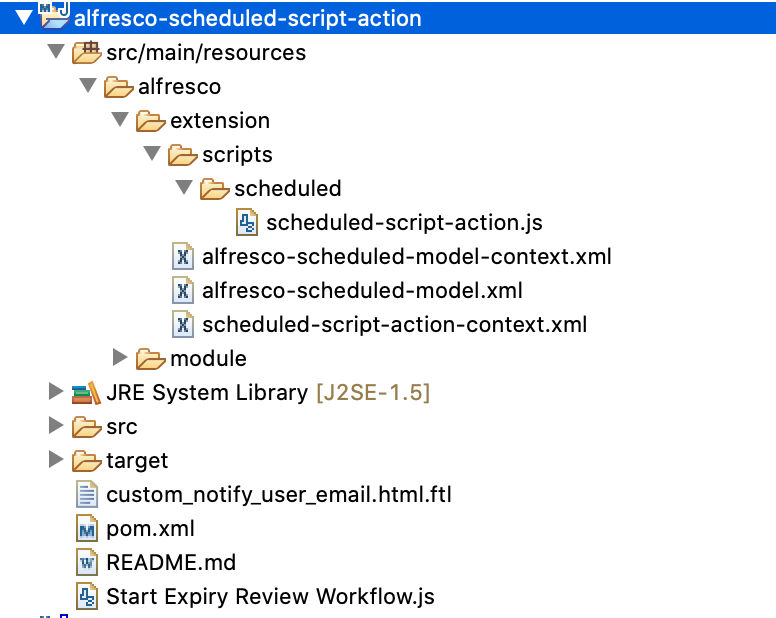 alfresco-scheduled-script-action
src/main/resources
alfresco
extension
scripts
scheduled
scheduled-script-action.js
alfresco-scheduled-model-context.xml
alfresco-scheduled-model.xml
scheduled-script-action-context.xml
module
JRE System Library [J2SE-1.5]
src
target
custom_notify_user_email.html.ftl
pom.xml
README.md
Start Expiry Review Workflow.js